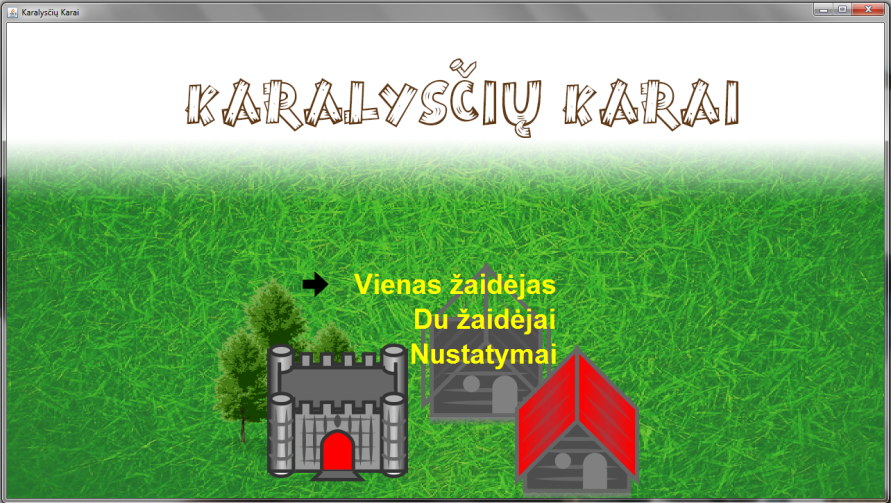 Karalysčių Karai
KARALYSČIŲ KARAI
Vienas žaidėjas
Du žaidėjai
Nustatymai